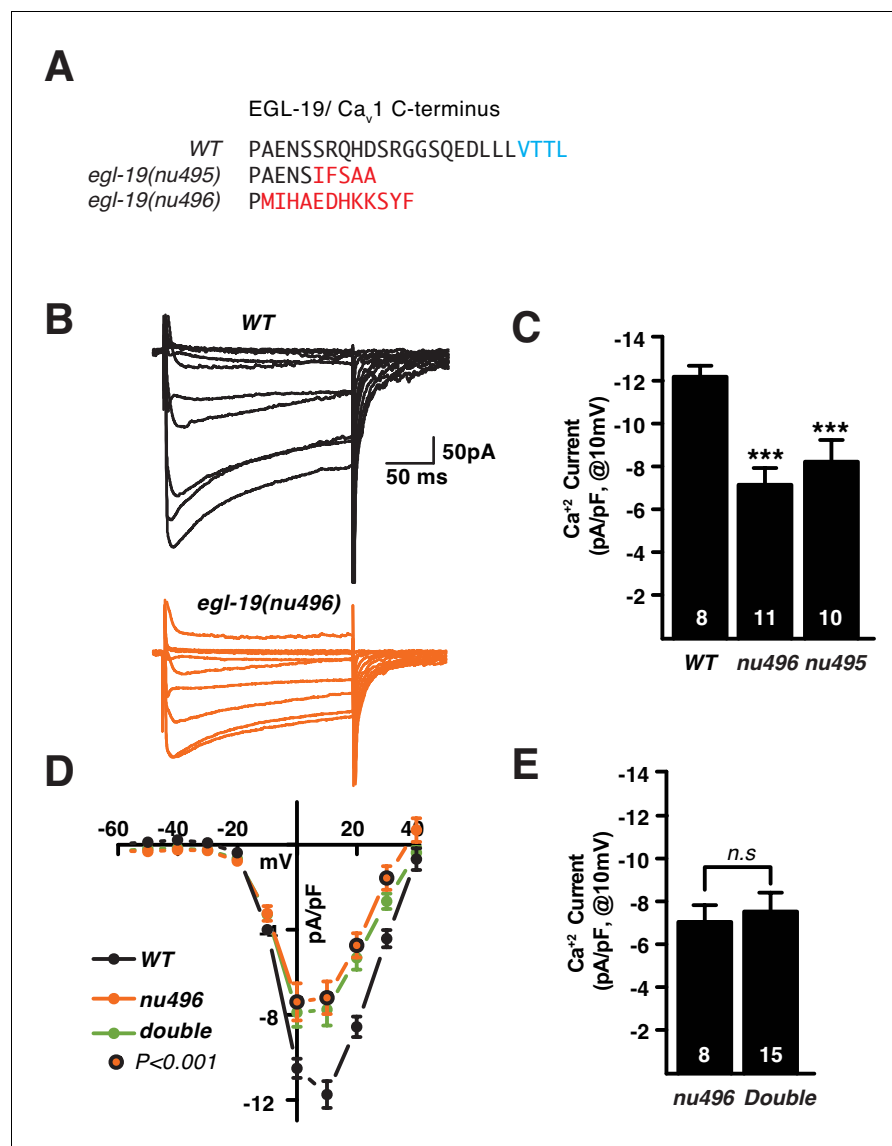 A
EGL-19/ Cav1 C-terminus
WT PAENSSRQHDSRGGSQEDLLLVTTL
egl-19(nu495) PAENSIFSAA
egl-19(nu496) PMIHAEDHKKSYF
B
WT
50pA
50 ms
egl-19(nu496)
C
Ca+2 Current
(pA/pF, @10mV)
-14
-12
-10
-8
-6
-4
-2
***
***
8 11 10
WT nu496 nu495
D
-60 -40 -20 20 40
mV
pA/pF
-4
-8
-12
WT
nu496
double
P<0.001
E
Ca+2 Current
(pA/pF, @10mV)
-14
-12
-10
-8
-6
-4
-2
n.s
8 15
nu496 Double